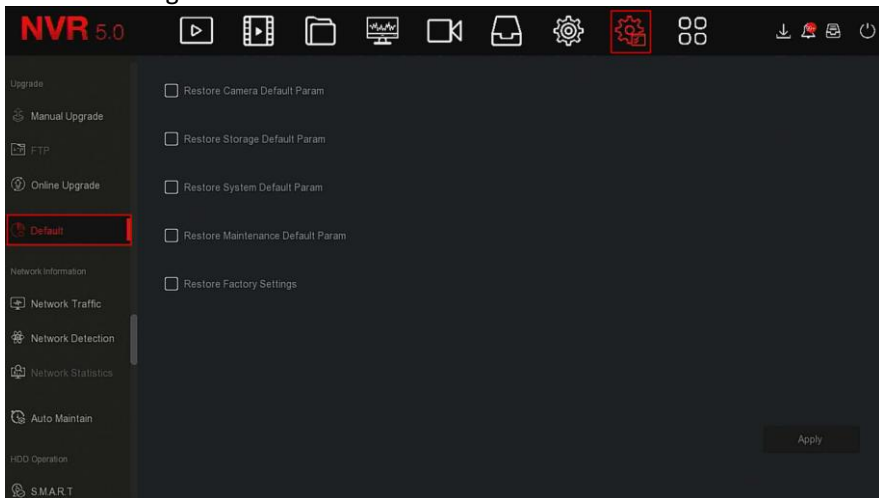 NVR 5.0
Upgrade
Manual Upgrade
FTP
Online Upgrade
Default
Network Information
Network Traffic
Network Detection
Network Statistics
Auto Maintain
HDD Operation
S.M.A.R.T
Restore Camera Default Param
Restore Storage Default Param
Restore System Default Param
Restore Maintenance Default Param
Restore Factory Settings
Apply